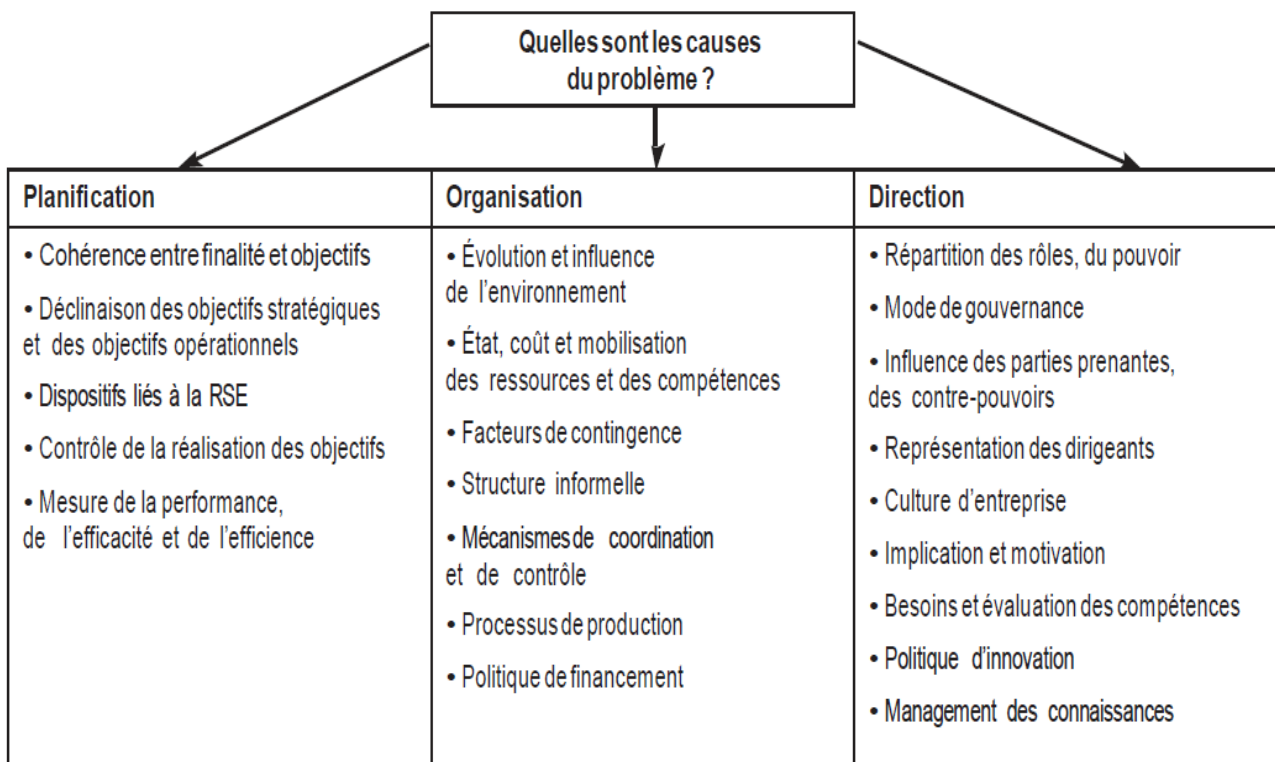 Quelles sont les causes
du problème ?
Planification
• Cohérence entre finalité et objectifs
• Déclinaison des objectifs stratégiques
et des objectifs opérationnels
• Dispositifs liés à la RSE
• Contrôle de la réalisation des objectifs
• Mesure de la performance,
de l'efficacité et de l'efficience
Organisation
• Évolution et influence
de l'environnement
• État, coût et mobilisation
des ressources et des compétences
• Facteurs de contingence
• Structure informelle
• Mécanismes de coordination
et de contrôle
• Processus de production
• Politique de financement
Direction
• Répartition des rôles, du pouvoir
• Mode de gouvernance
• Influence des parties prenantes,
des contre-pouvoirs
• Représentation des dirigeants
• Culture d'entreprise
• Implication et motivation
• Besoins et évaluation des compétences
• Politique d'innovation
• Management des connaissances